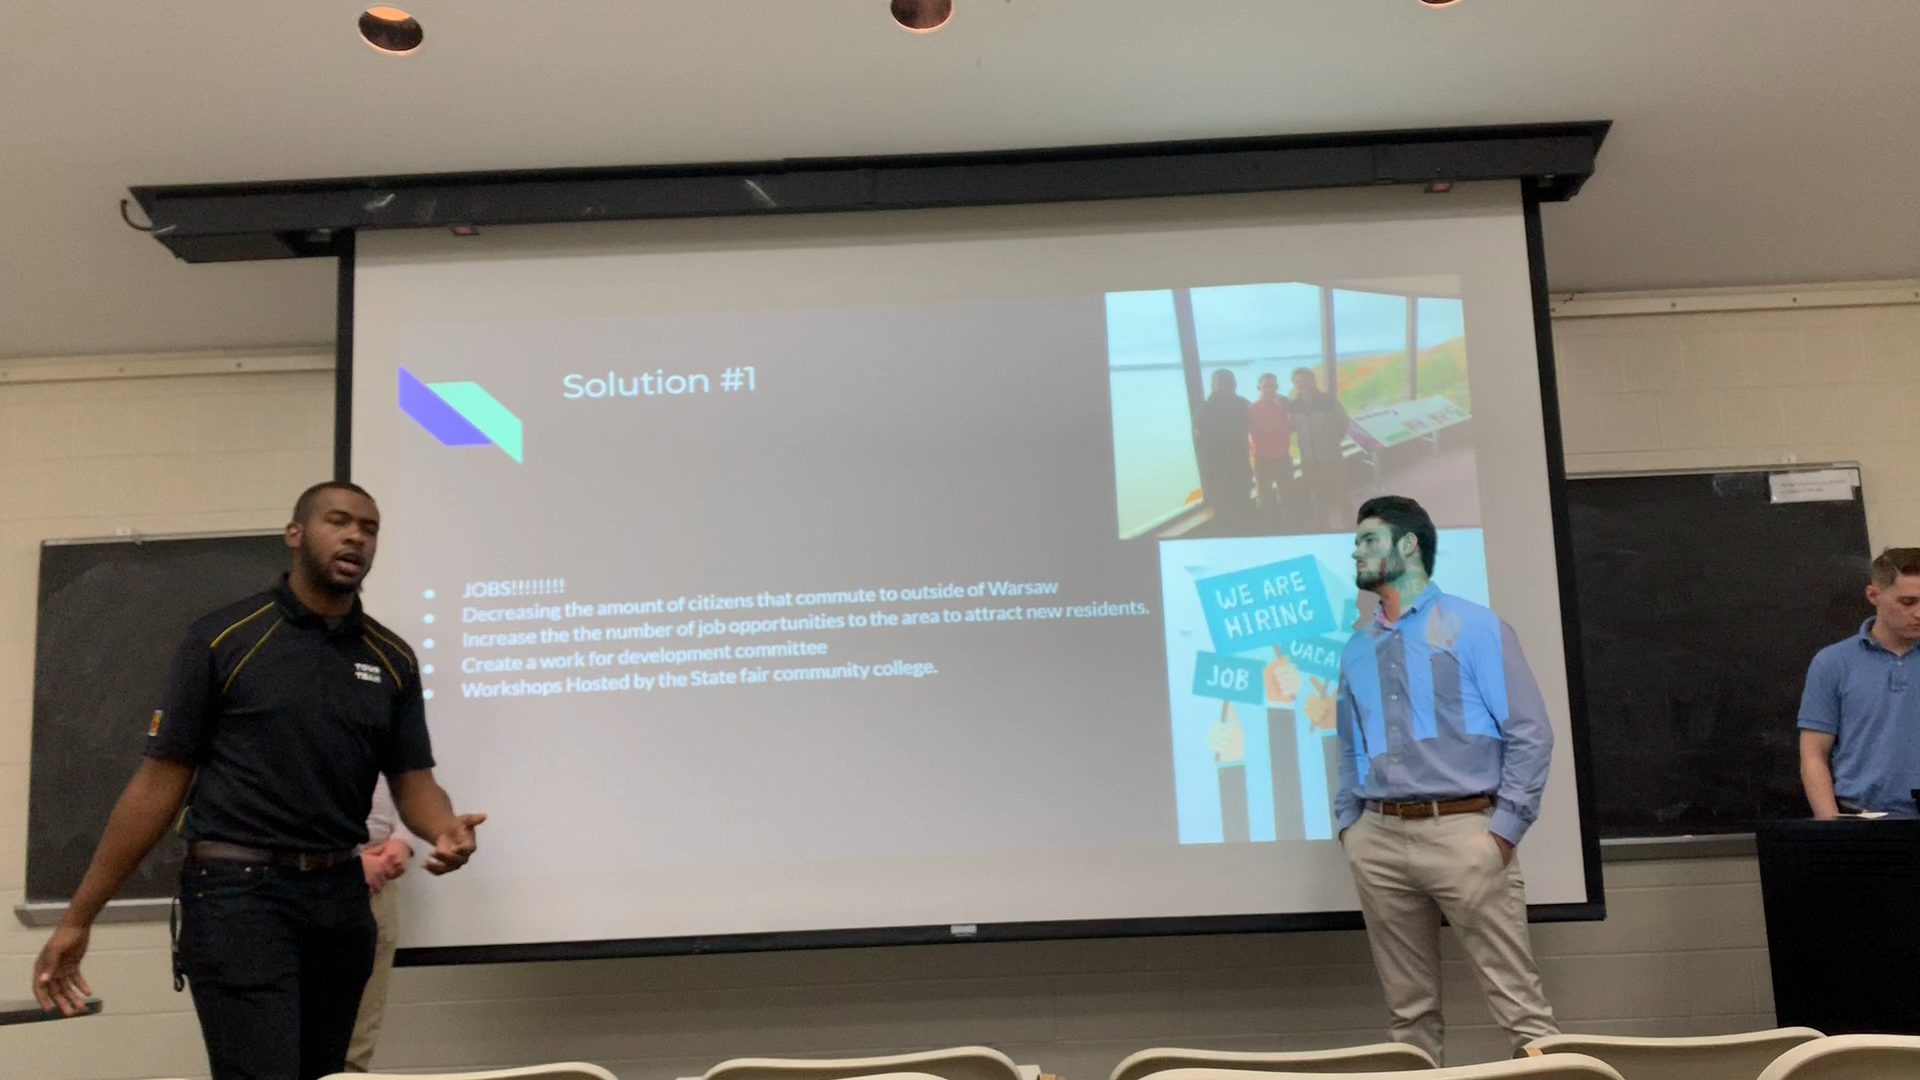 Solution #1
JOBS!!!!!!!!
Decreasing the amount of citizens that commute to outside of Warsaw
Increase the the number of job opportunities to the area to attract new residents.
Create a work for development committee
Workshops Hosted by the State fair community college.
WE ARE
HIRING
JOB
YOUR
TEAM